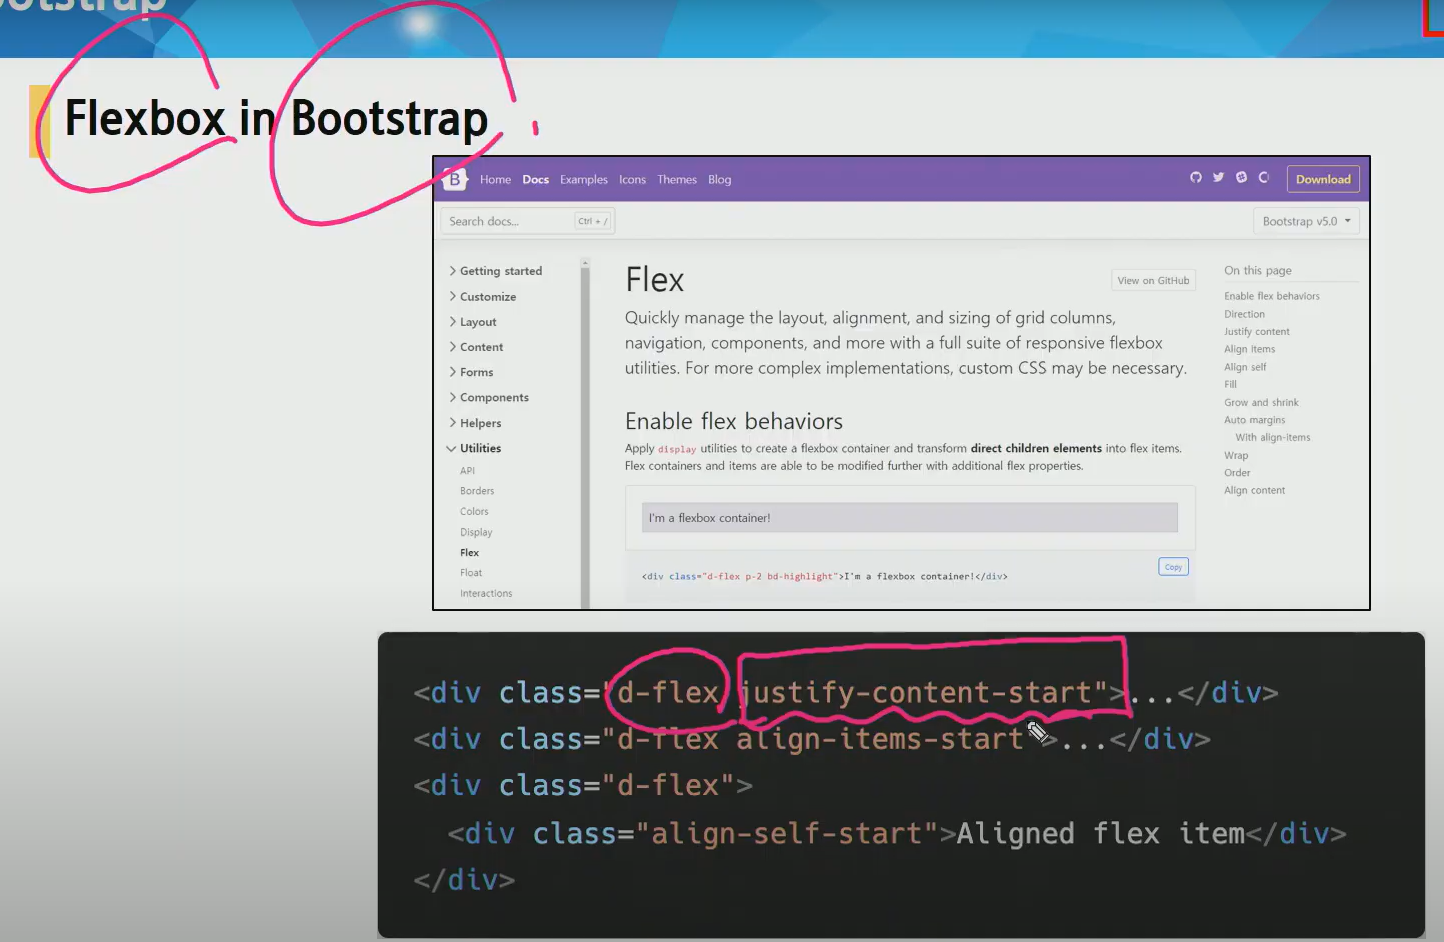 Bootstrap
Flexbox in Bootstrap
B Home Docs Examples Icons Themes Blog Download
Search docs... Ctrl + / Bootstrap v5.0
Getting started
Customize
Layout
Content
Forms
Components
Helpers
Utilities
API
Borders
Colors
Display
Flex
Float
Interactions
Flex
View on GitHub
Quickly manage the layout, alignment, and sizing of grid columns,
navigation, components, and more with a full suite of responsive flexbox
utilities. For more complex implementations, custom CSS may be necessary.
Enable flex behaviors
Apply display utilities to create a flexbox container and transform direct children elements into flex items.
Flex containers and items are able to be modified further with additional flex properties.
I'm a flexbox container!
Copy
<div class="d-flex p-2 bd-highlight">I'm a flexbox container!</div>
On this page
Enable flex behaviors
Direction
Justify content
Align items
Align self
Fill
Grow and shrink
Auto margins
With align-items
Wrap
Order
Align content
<div class="d-flex justify-content-start">...</div>
<div class="d-flex align-items-start">...</div>
<div class="d-flex">
<div class="align-self-start">Aligned flex item</div>
</div>